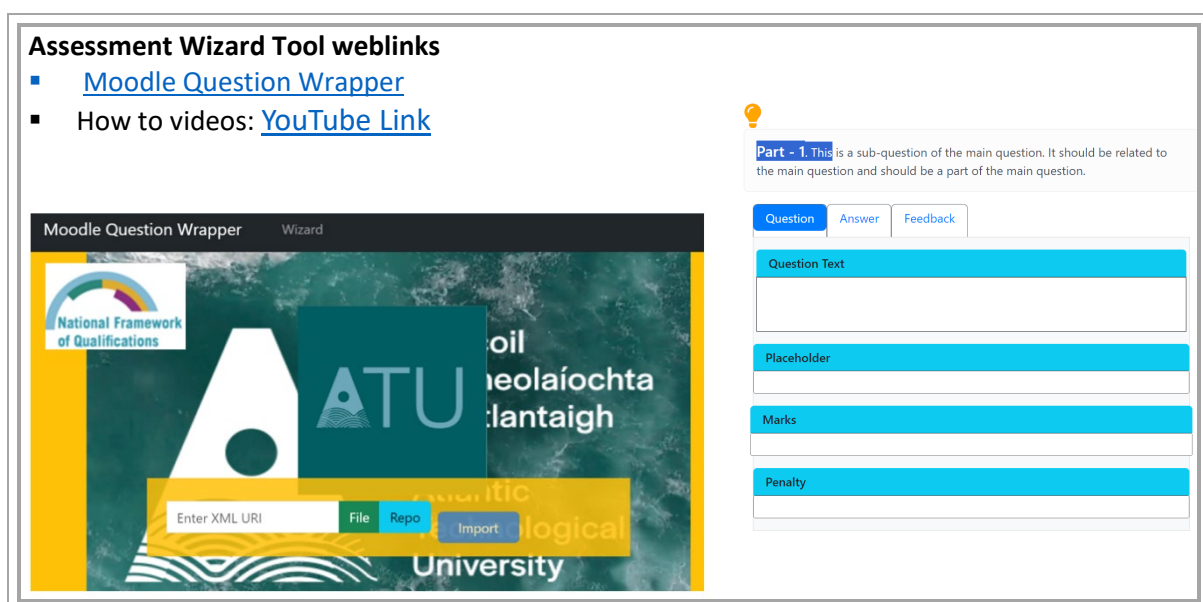 Assessment Wizard Tool weblinks
Moodle Question Wrapper
How to videos: YouTube Link
Moodle Question Wrapper Wizard
National Framework
of Qualifications
ATU
oil
neolaíochta
tlantaigh
Atlantic
Technological
University
Enter XML URI File Repo Import
Part - 1. This is a sub-question of the main question. It should be related to
the main question and should be a part of the main question.
Question Answer Feedback
Question Text
Placeholder
Marks
Penalty